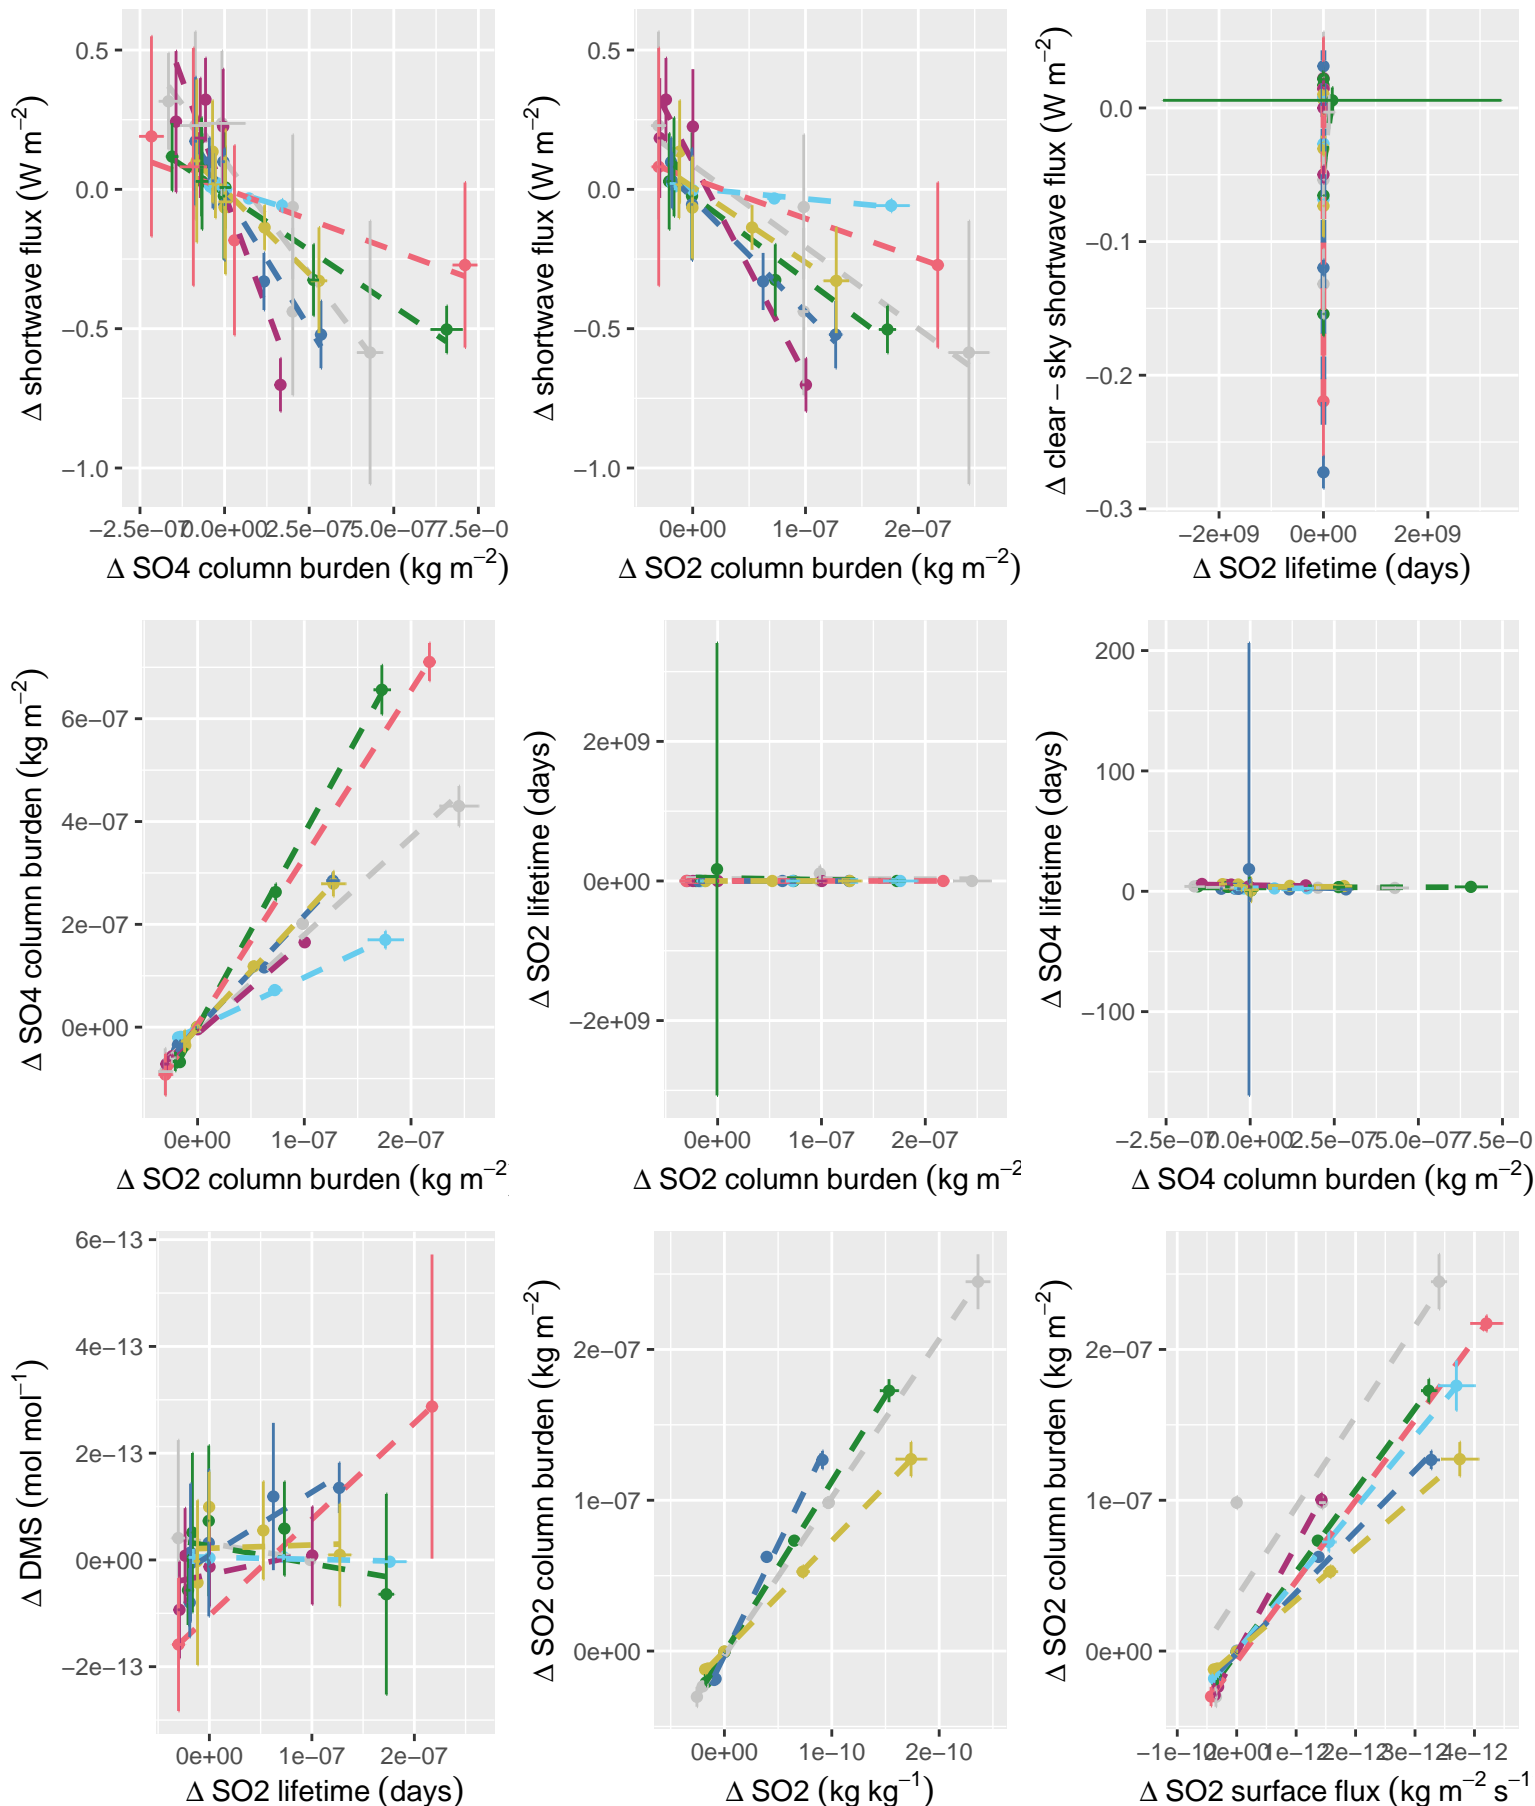 0.5
0.0
−0.5
−1.0
Δ shortwave flux (W m−2)
−2.5e−07 0.0e+00 2.5e−07 5.0e−07 7.5e−0
Δ SO4 column burden (kg m−2)
0.5
0.0
−0.5
−1.0
Δ shortwave flux (W m−2)
0e+00 1e−07 2e−07
Δ SO2 column burden (kg m−2)
0.0
−0.1
−0.2
−0.3
Δ clear − sky shortwave flux (W m−2)
−2e+09 0e+00 2e+09
Δ SO2 lifetime (days)
6e−07
4e−07
2e−07
0e+00
Δ SO4 column burden (kg m−2)
0e+00 1e−07 2e−07
Δ SO2 column burden (kg m−2
2e+09
0e+00
−2e+09
Δ SO2 lifetime (days)
0e+00 1e−07 2e−07
Δ SO2 column burden (kg m−2
200
100
0
−100
Δ SO4 lifetime (days)
−2.5e−07 0.0e+00 2.5e−07 5.0e−07 7.5e−0
Δ SO4 column burden (kg m−2)
6e−13
4e−13
2e−13
0e+00
−2e−13
Δ DMS (mol mol−1)
0e+00 1e−07 2e−07
Δ SO2 lifetime (days)
2e−07
1e−07
0e+00
Δ SO2 column burden (kg m−2)
0e+00 1e−10 2e−10
Δ SO2 (kg kg−1)
2e−07
1e−07
0e+00
Δ SO2 column burden (kg m−2)
−1e−12 0e+00 1e−12 2e−12 3e−12 4e−12
Δ SO2 surface flux (kg m−2 s−1